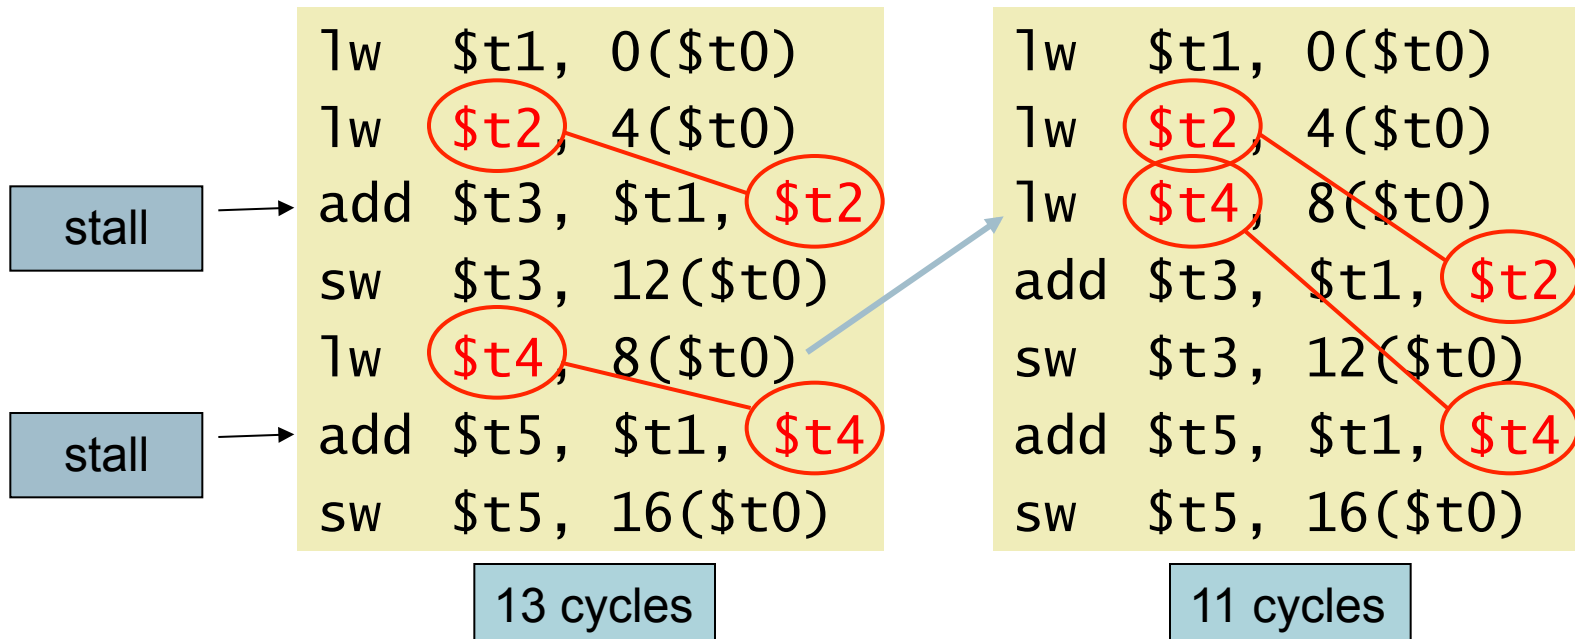 lw $t1, 0($t0)
lw $t2, 4($t0)
add $t3, $t1, $t2
sw $t3, 12($t0)
lw $t4, 8($t0)
add $t5, $t1, $t4
sw $t5, 16($t0)
stall
stall
13 cycles
lw $t1, 0($t0)
lw $t2, 4($t0)
lw $t4, 8($t0)
add $t3, $t1, $t2
sw $t3, 12($t0)
add $t5, $t1, $t4
sw $t5, 16($t0)
11 cycles